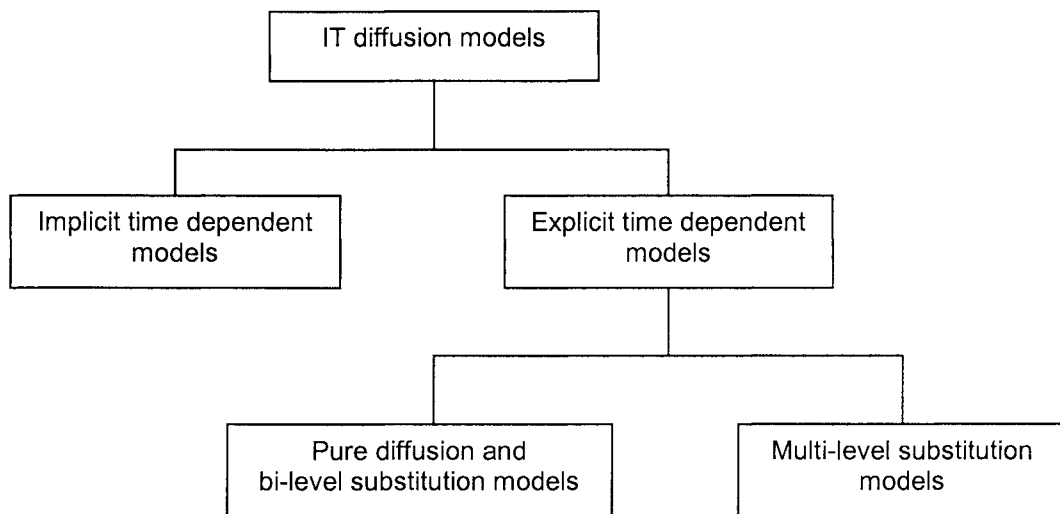 IT diffusion models
Implicit time dependent
models
Explicit time dependent
models
Pure diffusion and
bi-level substitution models
Multi-level substitution
models